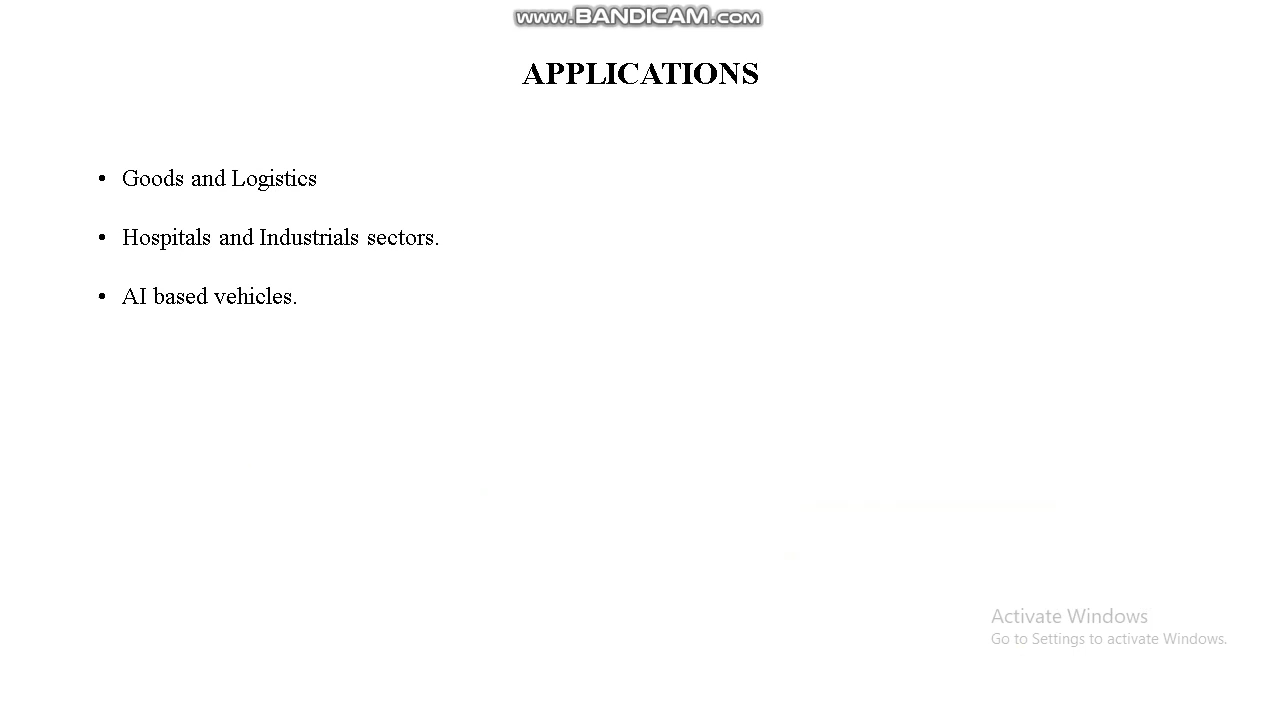 www.BANDICAM.com
APPLICATIONS
• Goods and Logistics
• Hospitals and Industrials sectors.
• AI based vehicles.
Activate Windows
Go to Settings to activate Windows.